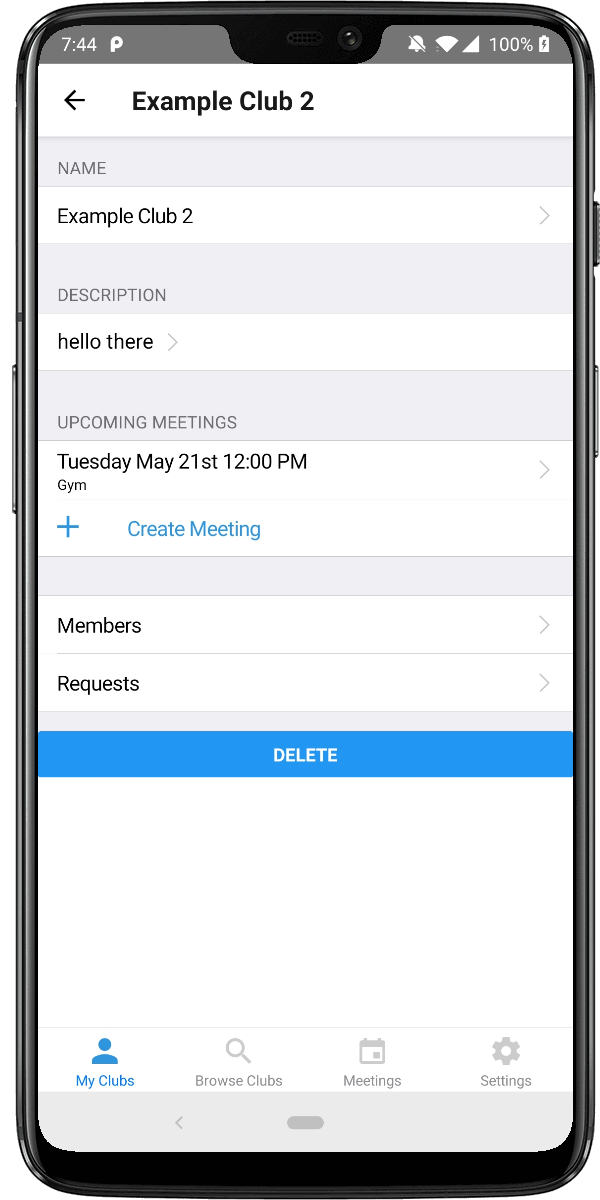 7:44 100%
Example Club 2
NAME
Example Club 2
DESCRIPTION
hello there
UPCOMING MEETINGS
Tuesday May 21st 12:00 PM
Gym
Create Meeting
Members
Requests
DELETE
My Clubs Browse Clubs Meetings Settings